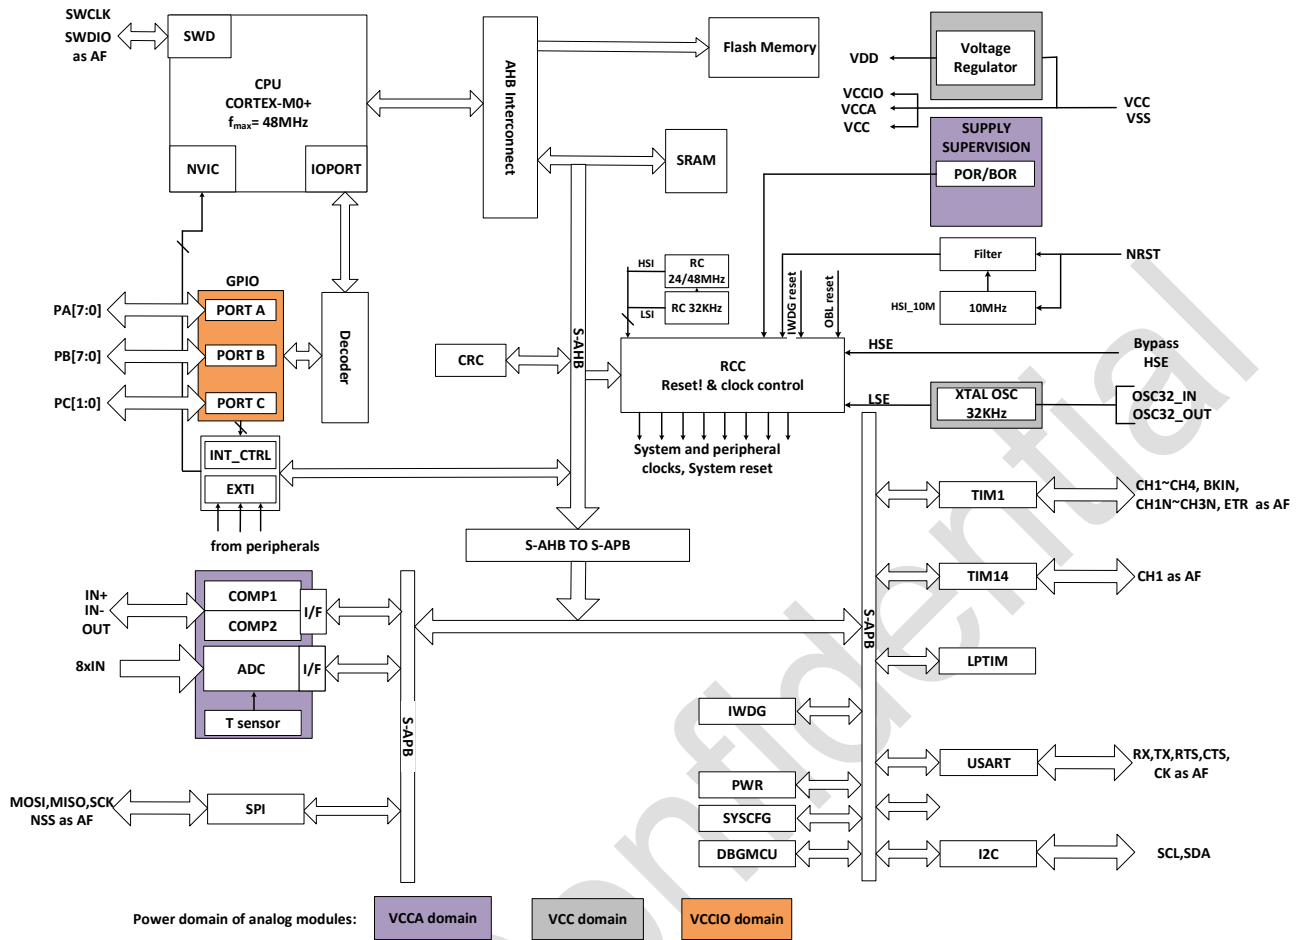 SWCLK
SWDIO
as AF
SWD
CPU
CORTEX-M0+
fmax= 48MHz
NVIC
IOPORT
AHB Interconnect
Flash Memory
SRAM
VDD
Voltage
Regulator
VCCIO
VCCA
VCC
VCC
VSS
SUPPLY
SUPERVISION
POR/BOR
Filter
NRST
HSI_10M
10MHz
HSI
RC
24/48MHz
LSI
RC 32KHz
IWDG reset
OBL reset
GPIO
PA[7:0]
PORT A
PB[7:0]
PORT B
PC[1:0]
PORT C
Decoder
S-AHB
CRC
RCC
Reset! & clock control
HSE
Bypass
HSE
LSE
XTAL OSC
32KHz
OSC32_IN
OSC32_OUT
System and peripheral
clocks, System reset
INT_CTRL
EXTI
from peripherals
S-AHB TO S-APB
TIM1
CH1~CH4, BKIN,
CH1N~CH3N, ETR as AF
TIM14
CH1 as AF
IN+
IN-
OUT
COMP1
COMP2
I/F
8xIN
ADC
I/F
T sensor
S-APB
S-APB
LPTIM
IWDG
USART
RX,TX,RTS,CTS,
CK as AF
MOSI,MISO,SCK
NSS as AF
SPI
PWR
SYSCFG
DBGMCU
I2C
SCL,SDA
Power domain of analog modules:
VCCA domain
VCC domain
VCCIO domain
Confidential